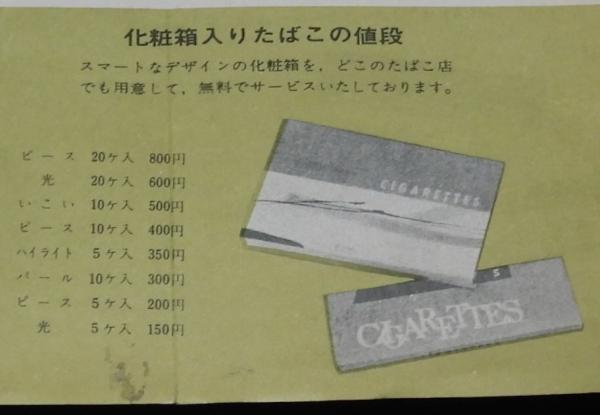 化粧箱入りたばこの値段
スマートなデザインの化粧箱を，どこのたばこ店
でも用意して，無料でサービスいたしております。
ピース 20ケ入 800円
光 20ケ入 600円
いこい 10ケ入 500円
ピース 10ケ入 400円
ハイライト 5ケ入 350円
パール 10ケ入 300円
ピース 5ケ入 200円
光 5ケ入 150円
CIGARETTES
5
CIGARETTES